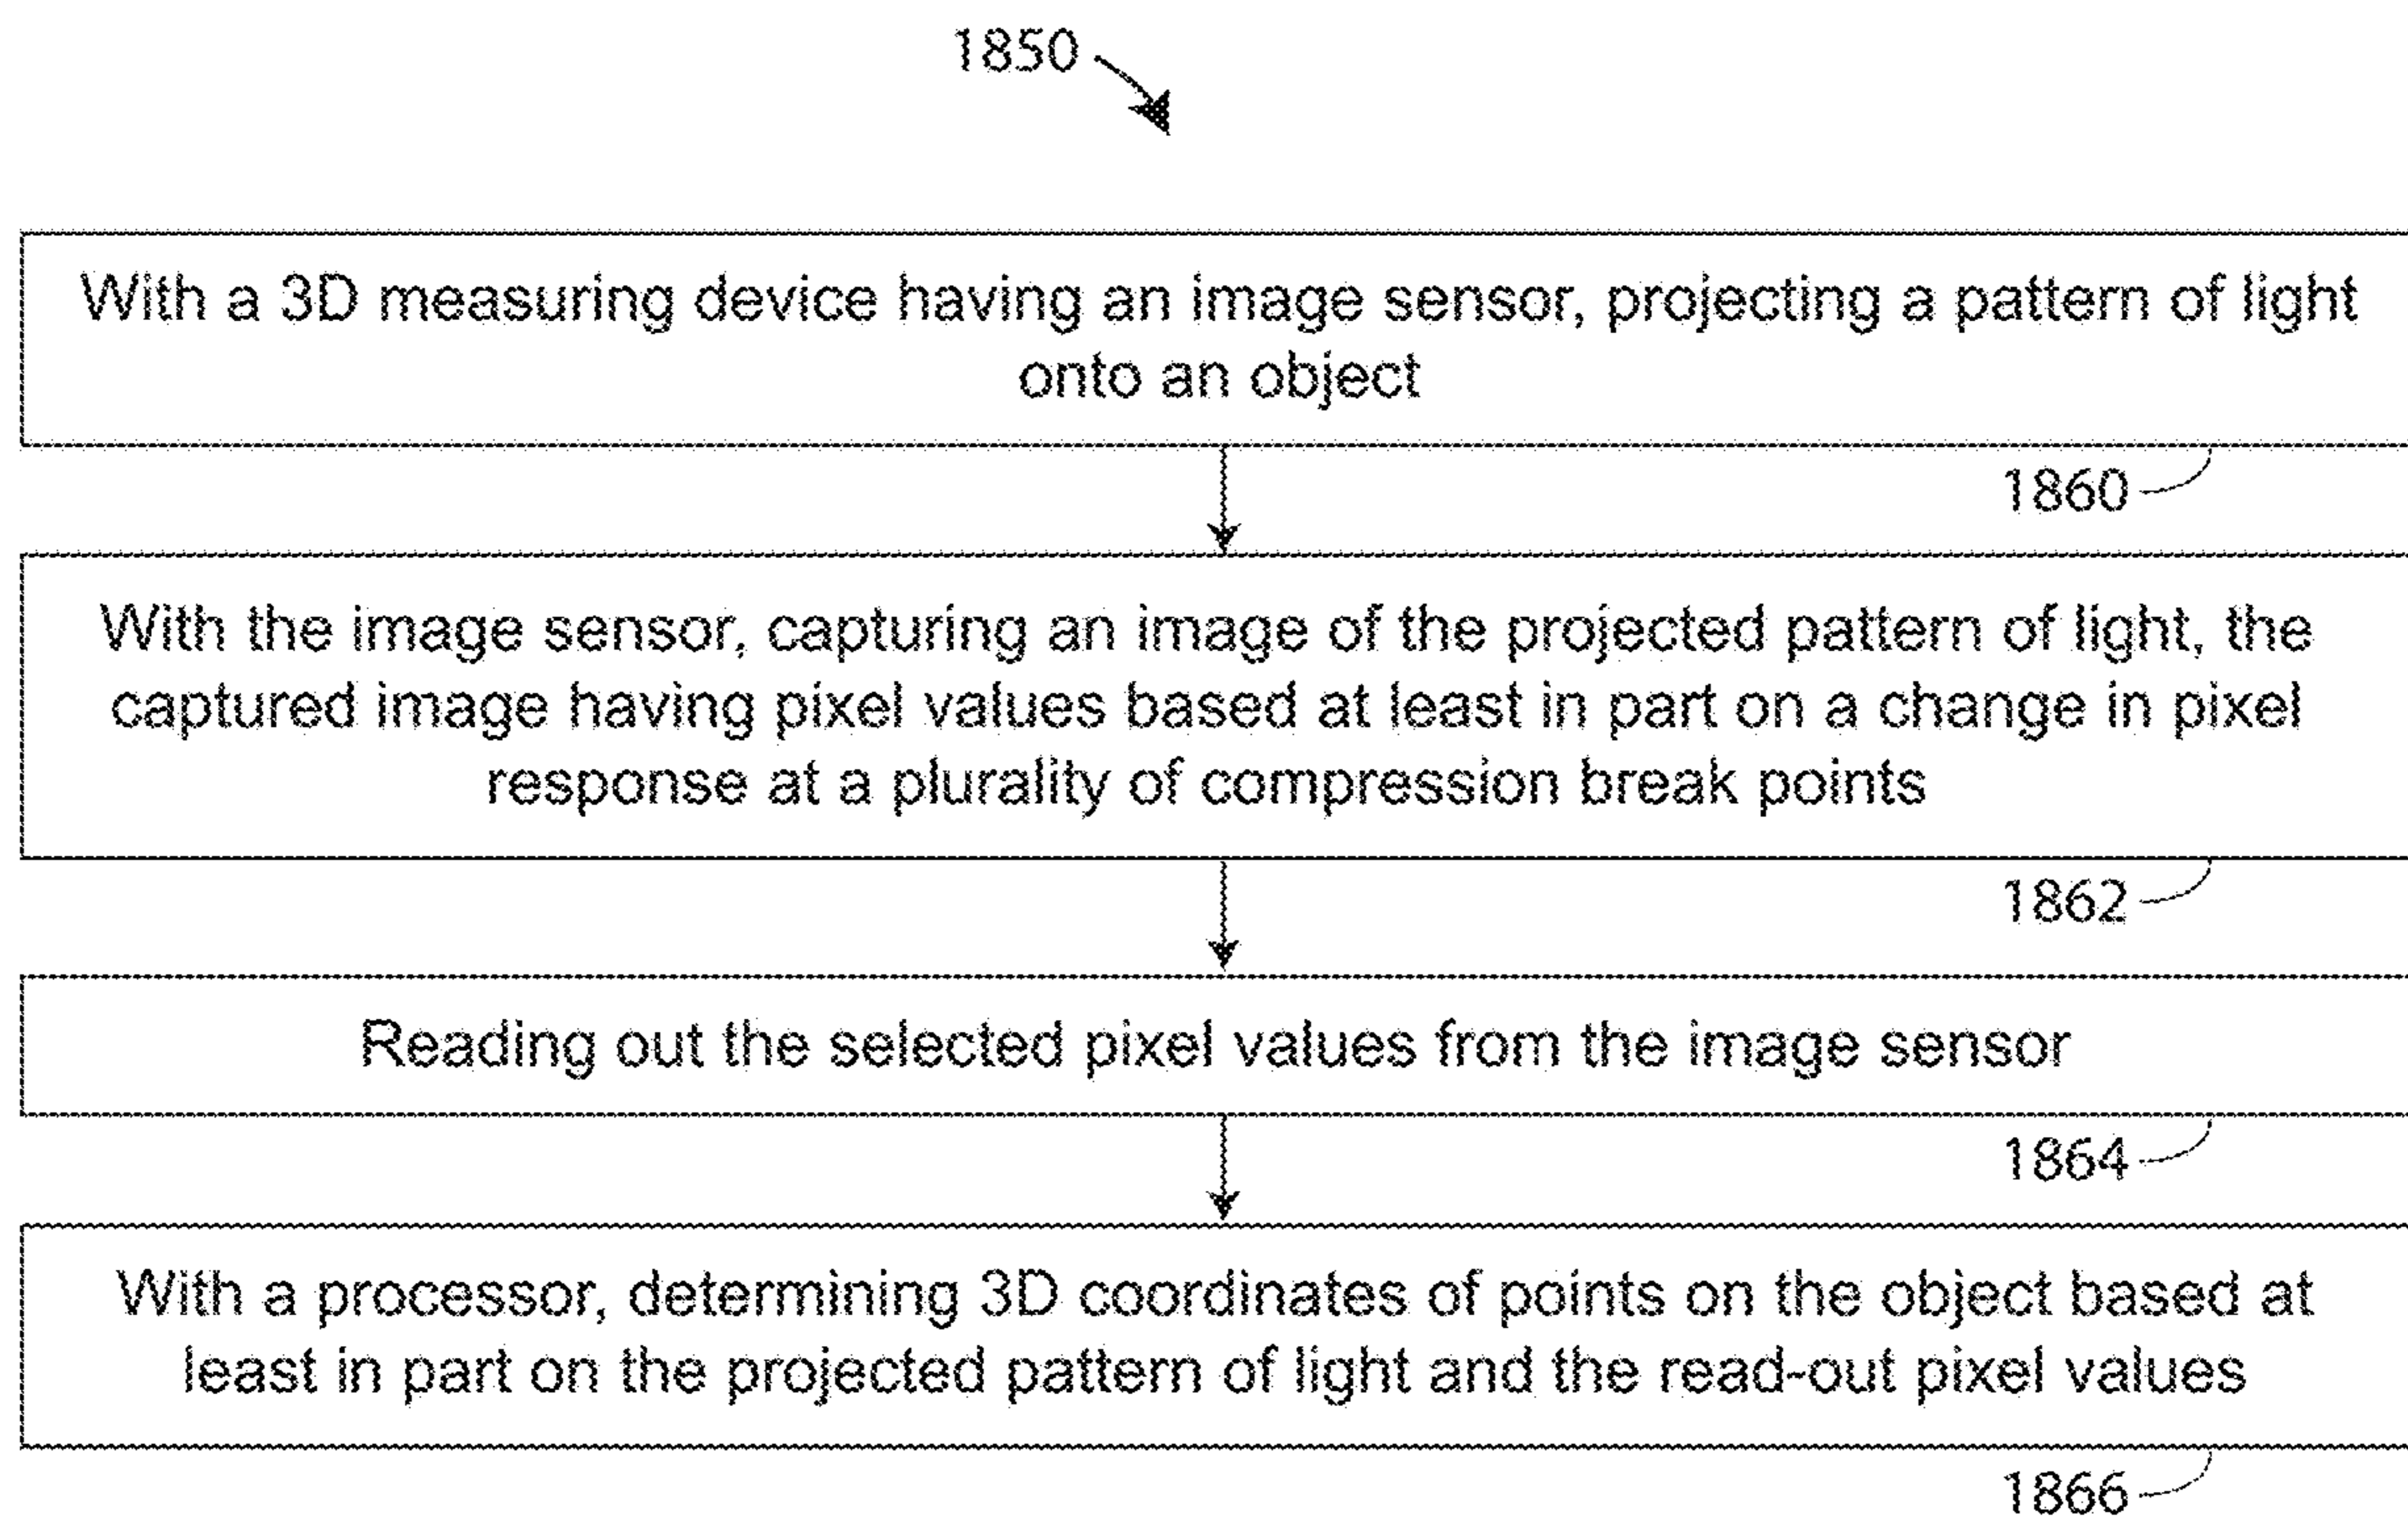 1850
With a 3D measuring device having an image sensor, projecting a pattern of light
onto an object
1860
With the image sensor, capturing an image of the projected pattern of light, the
captured image having pixel values based at least in part on a change in pixel
response at a plurality of compression break points
1862
Reading out the selected pixel values from the image sensor
1864
With a processor, determining 3D coordinates of points on the object based at
least in part on the projected pattern of light and the read-out pixel values
1866